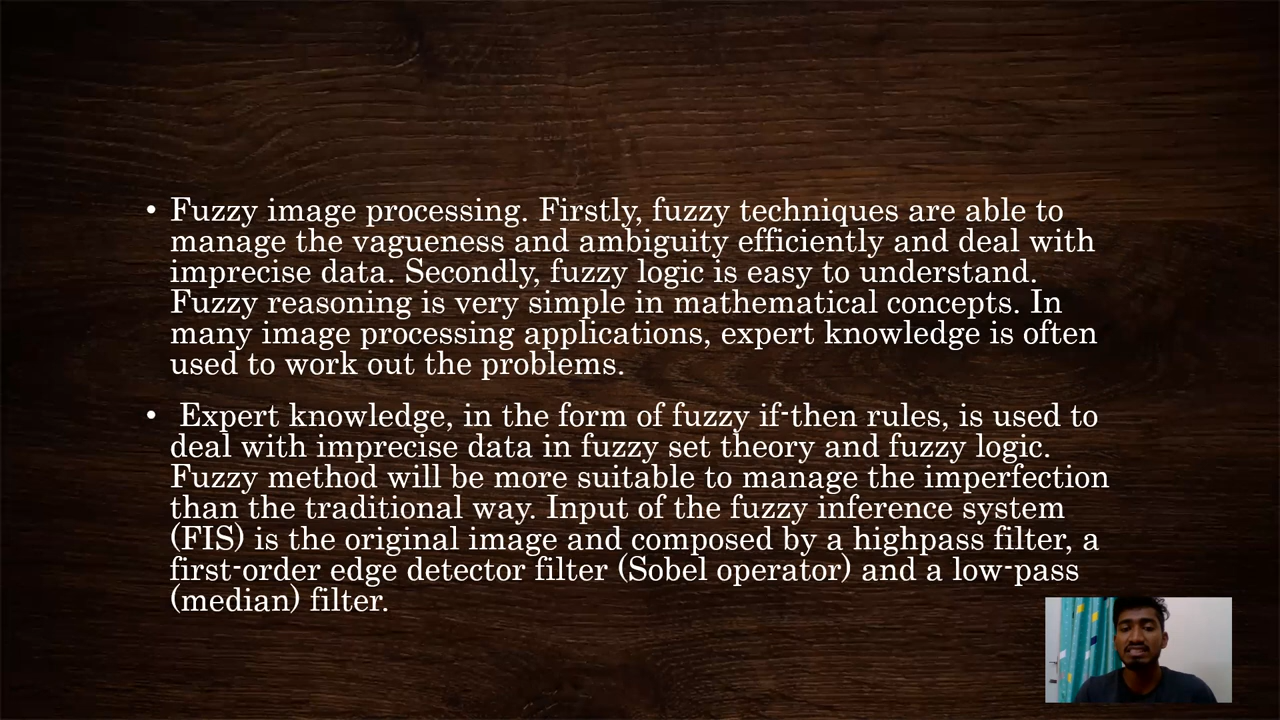 • Fuzzy image processing. Firstly, fuzzy techniques are able to
manage the vagueness and ambiguity efficiently and deal with
imprecise data. Secondly, fuzzy logic is easy to understand.
Fuzzy reasoning is very simple in mathematical concepts. In
many image processing applications, expert knowledge is often
used to work out the problems.
• Expert knowledge, in the form of fuzzy if-then rules, is used to
deal with imprecise data in fuzzy set theory and fuzzy logic.
Fuzzy method will be more suitable to manage the imperfection
than the traditional way. Input of the fuzzy inference system
(FIS) is the original image and composed by a highpass filter, a
first-order edge detector filter (Sobel operator) and a low-pass
(median) filter.